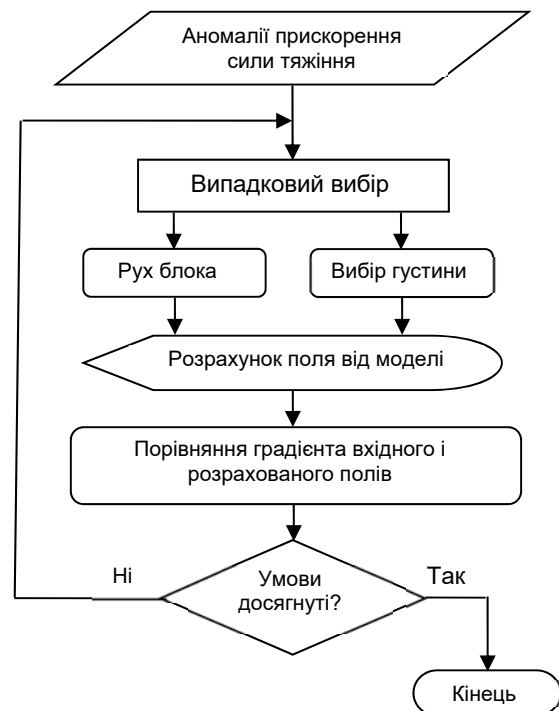 Аномалії прискорення
сили тяжіння
Випадковий вибір
Рух блока
Вибір густини
Розрахунок поля від моделі
Порівняння градієнта вхідного і
розрахованого полів
Ні
Умови
досягнуті?
Так
Кінець